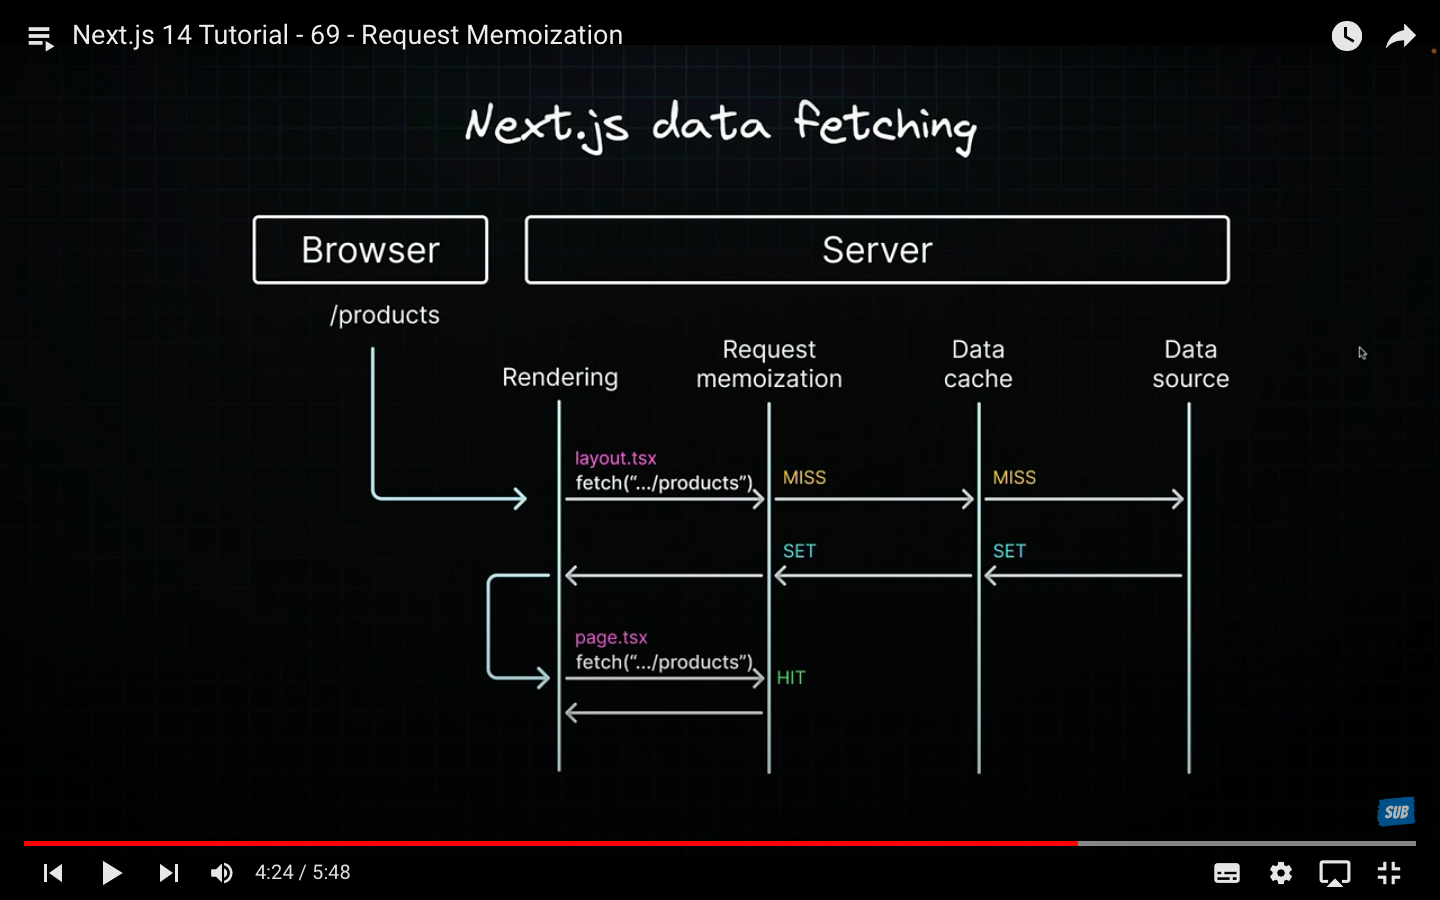 Next.js 14 Tutorial - 69 - Request Memoization
Next.js data fetching
Browser
Server
/products
Rendering
Request
memoization
Data
cache
Data
source
layout.tsx
fetch(“.../products”)
MISS
MISS
SET
SET
page.tsx
fetch(“.../products”)
HIT
SUB
4:24 / 5:48